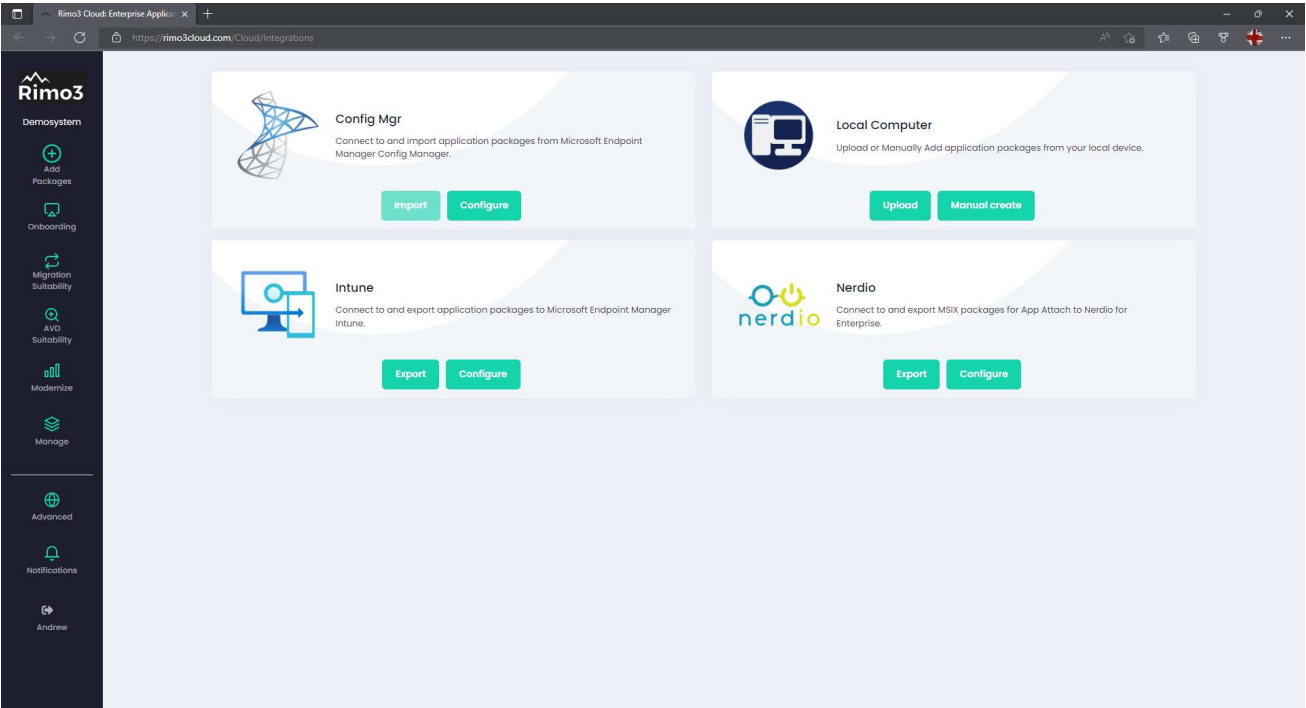 Rimo3 Cloud: Enterprise Applica
https://rimo3cloud.com/Cloud/Integrations
Rimo3
Demosystem
Add
Packages
Onboarding
Migration
Suitability
AVD
Suitability
Modernize
Manage
Advanced
Notifications
Andrew
Config Mgr
Connect to and import application packages from Microsoft Endpoint
Manager Config Manager.
Import
Configure
Local Computer
Upload or Manually Add application packages from your local device.
Upload
Manual create
Intune
Connect to and export application packages to Microsoft Endpoint Manager
Intune.
Export
Configure
nerdio
Nerdio
Connect to and export MSIX packages for App Attach to Nerdio for
Enterprise.
Export
Configure